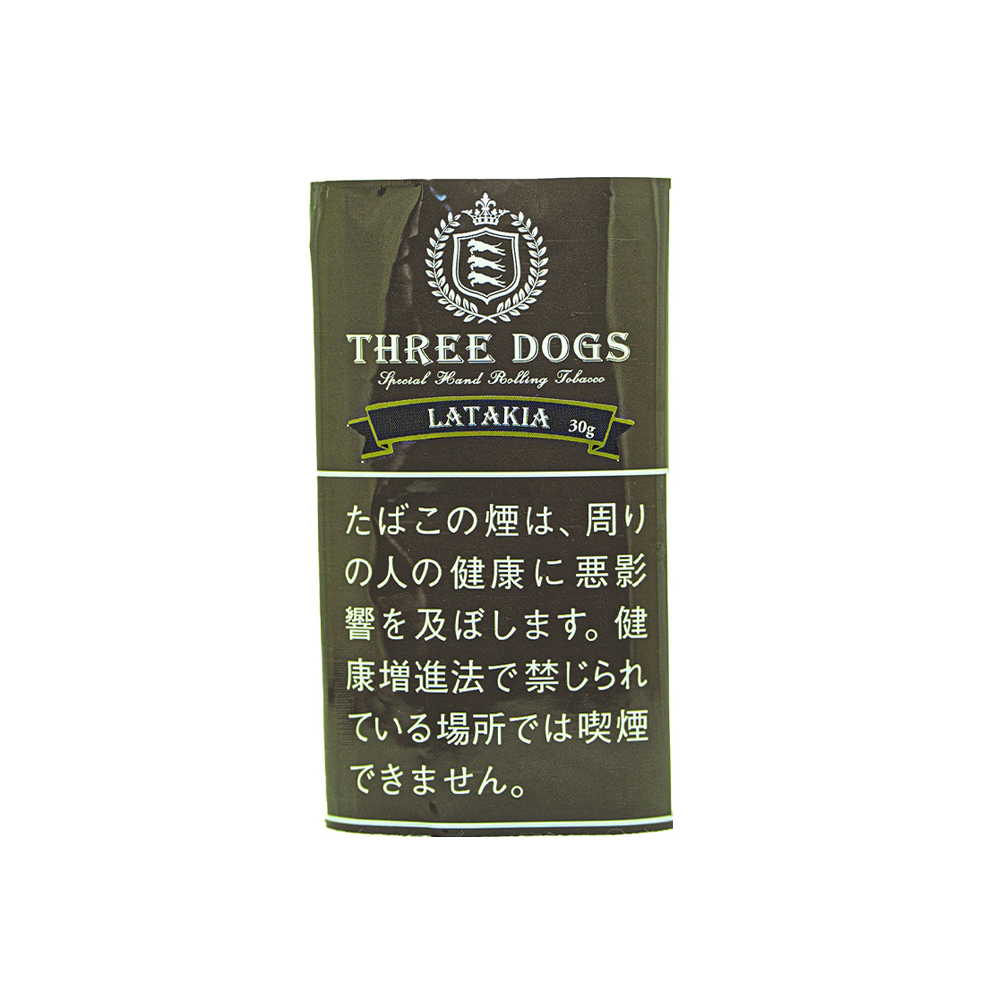 THREE DOGS
Special Hand Rolling Tobacco
LATAKIA 30g
たばこの煙は、周り
の人の健康に悪影
響を及ぼします。健
康増進法で禁じられ
ている場所では喫煙
できません。